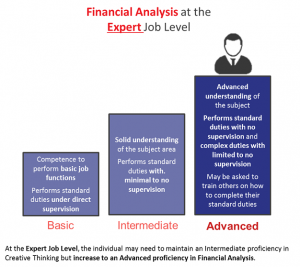 Financial Analysis at the
Expert Job Level
Advanced
understanding of
the subject
Performs standard
duties with no
supervision and
complex duties with
limited to no
supervision
May be asked to
train others on how
to complete their
standard duties
Solid understanding
of the subject area
Performs standard
duties with. minimal to no
supervision
Competence to
perform basic job
functions
Performs standard
duties under direct
supervision
Basic
Intermediate
Advanced
At the Expert Job Level, the individual may need to maintain an Intermediate proficiency in
Creative Thinking but increase to an Advanced proficiency in Financial Analysis.